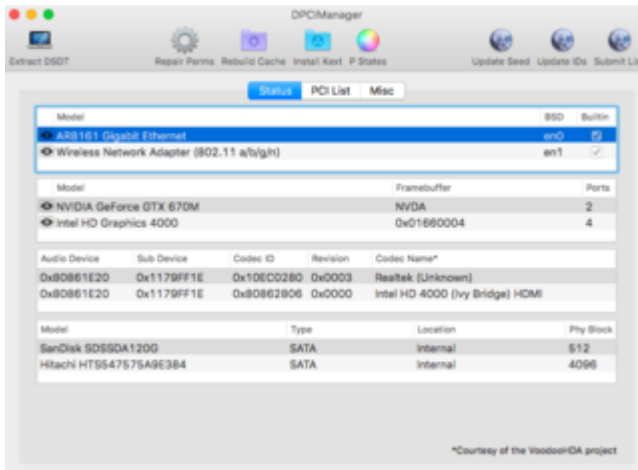 DPCIManager
Extract DSDT Repair Perms Rebuild Cache Install Kext P States Update Seed Update IDs Submit
Status PCI List Misc
Model BSD Builtin
AR8161 Gigabit Ethernet en0
Wireless Network Adapter (802.11 a/b/g/n) en1
Model Framebuffer Ports
NVIDIA GeForce GTX 670M NVDA 2
Intel HD Graphics 4000 0x01660004 4
Audio Device Sub Device Codec ID Revision Codec Name*
0x80861E20 0x1179FF1E 0x10EC0280 0x0003 Realtek (Unknown)
0x80861E20 0x1179FF1E 0x80862806 0x0000 Intel HD 4000 (Ivy Bridge) HDMI
Model Type Location Phy Block
SanDisk SDSSDA120G SATA Internal 512
Hitachi HTS547575A9E384 SATA Internal 4096
*Courtesy of the VoodooHDA project